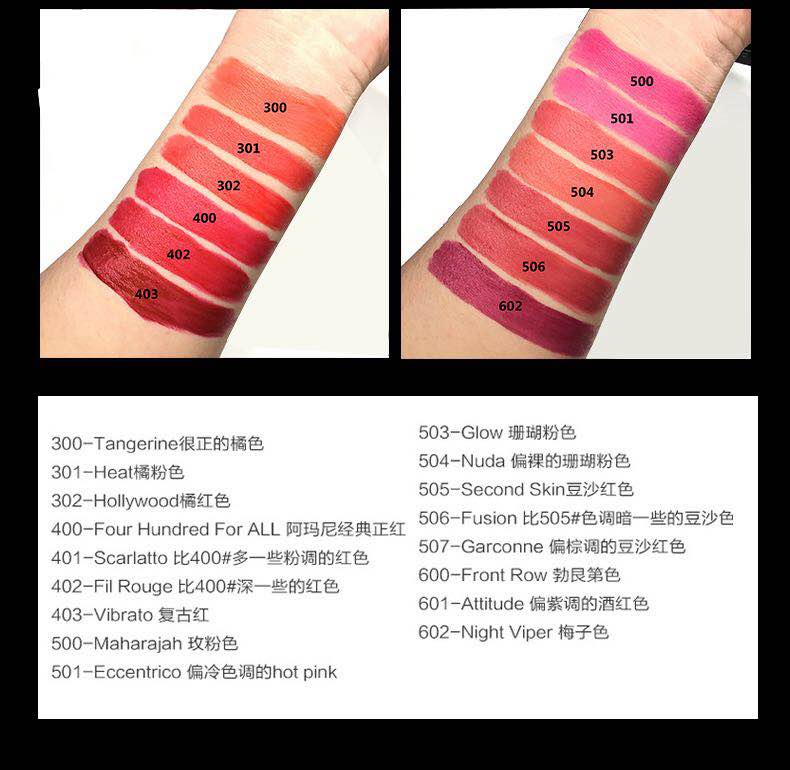 300
301
302
400
402
403
500
501
503
504
505
506
602
300-Tangerine很正的橘色
301-Heat橘粉色
302-Hollywood橘红色
400-Four Hundred For ALL 阿玛尼经典正红
401-Scarlatto 比400#多一些粉调的红色
402-Fil Rouge 比400#深一些的红色
403-Vibrato 复古红
500-Maharajah 玫粉色
501-Eccentrico 偏冷色调的hot pink
503-Glow 珊瑚粉色
504-Nuda 偏裸的珊瑚粉色
505-Second Skin豆沙红色
506-Fusion 比505#色调暗一些的豆沙色
507-Garconne 偏棕调的豆沙红色
600-Front Row 勃艮第色
601-Attitude 偏紫调的酒红色
602-Night Viper 梅子色